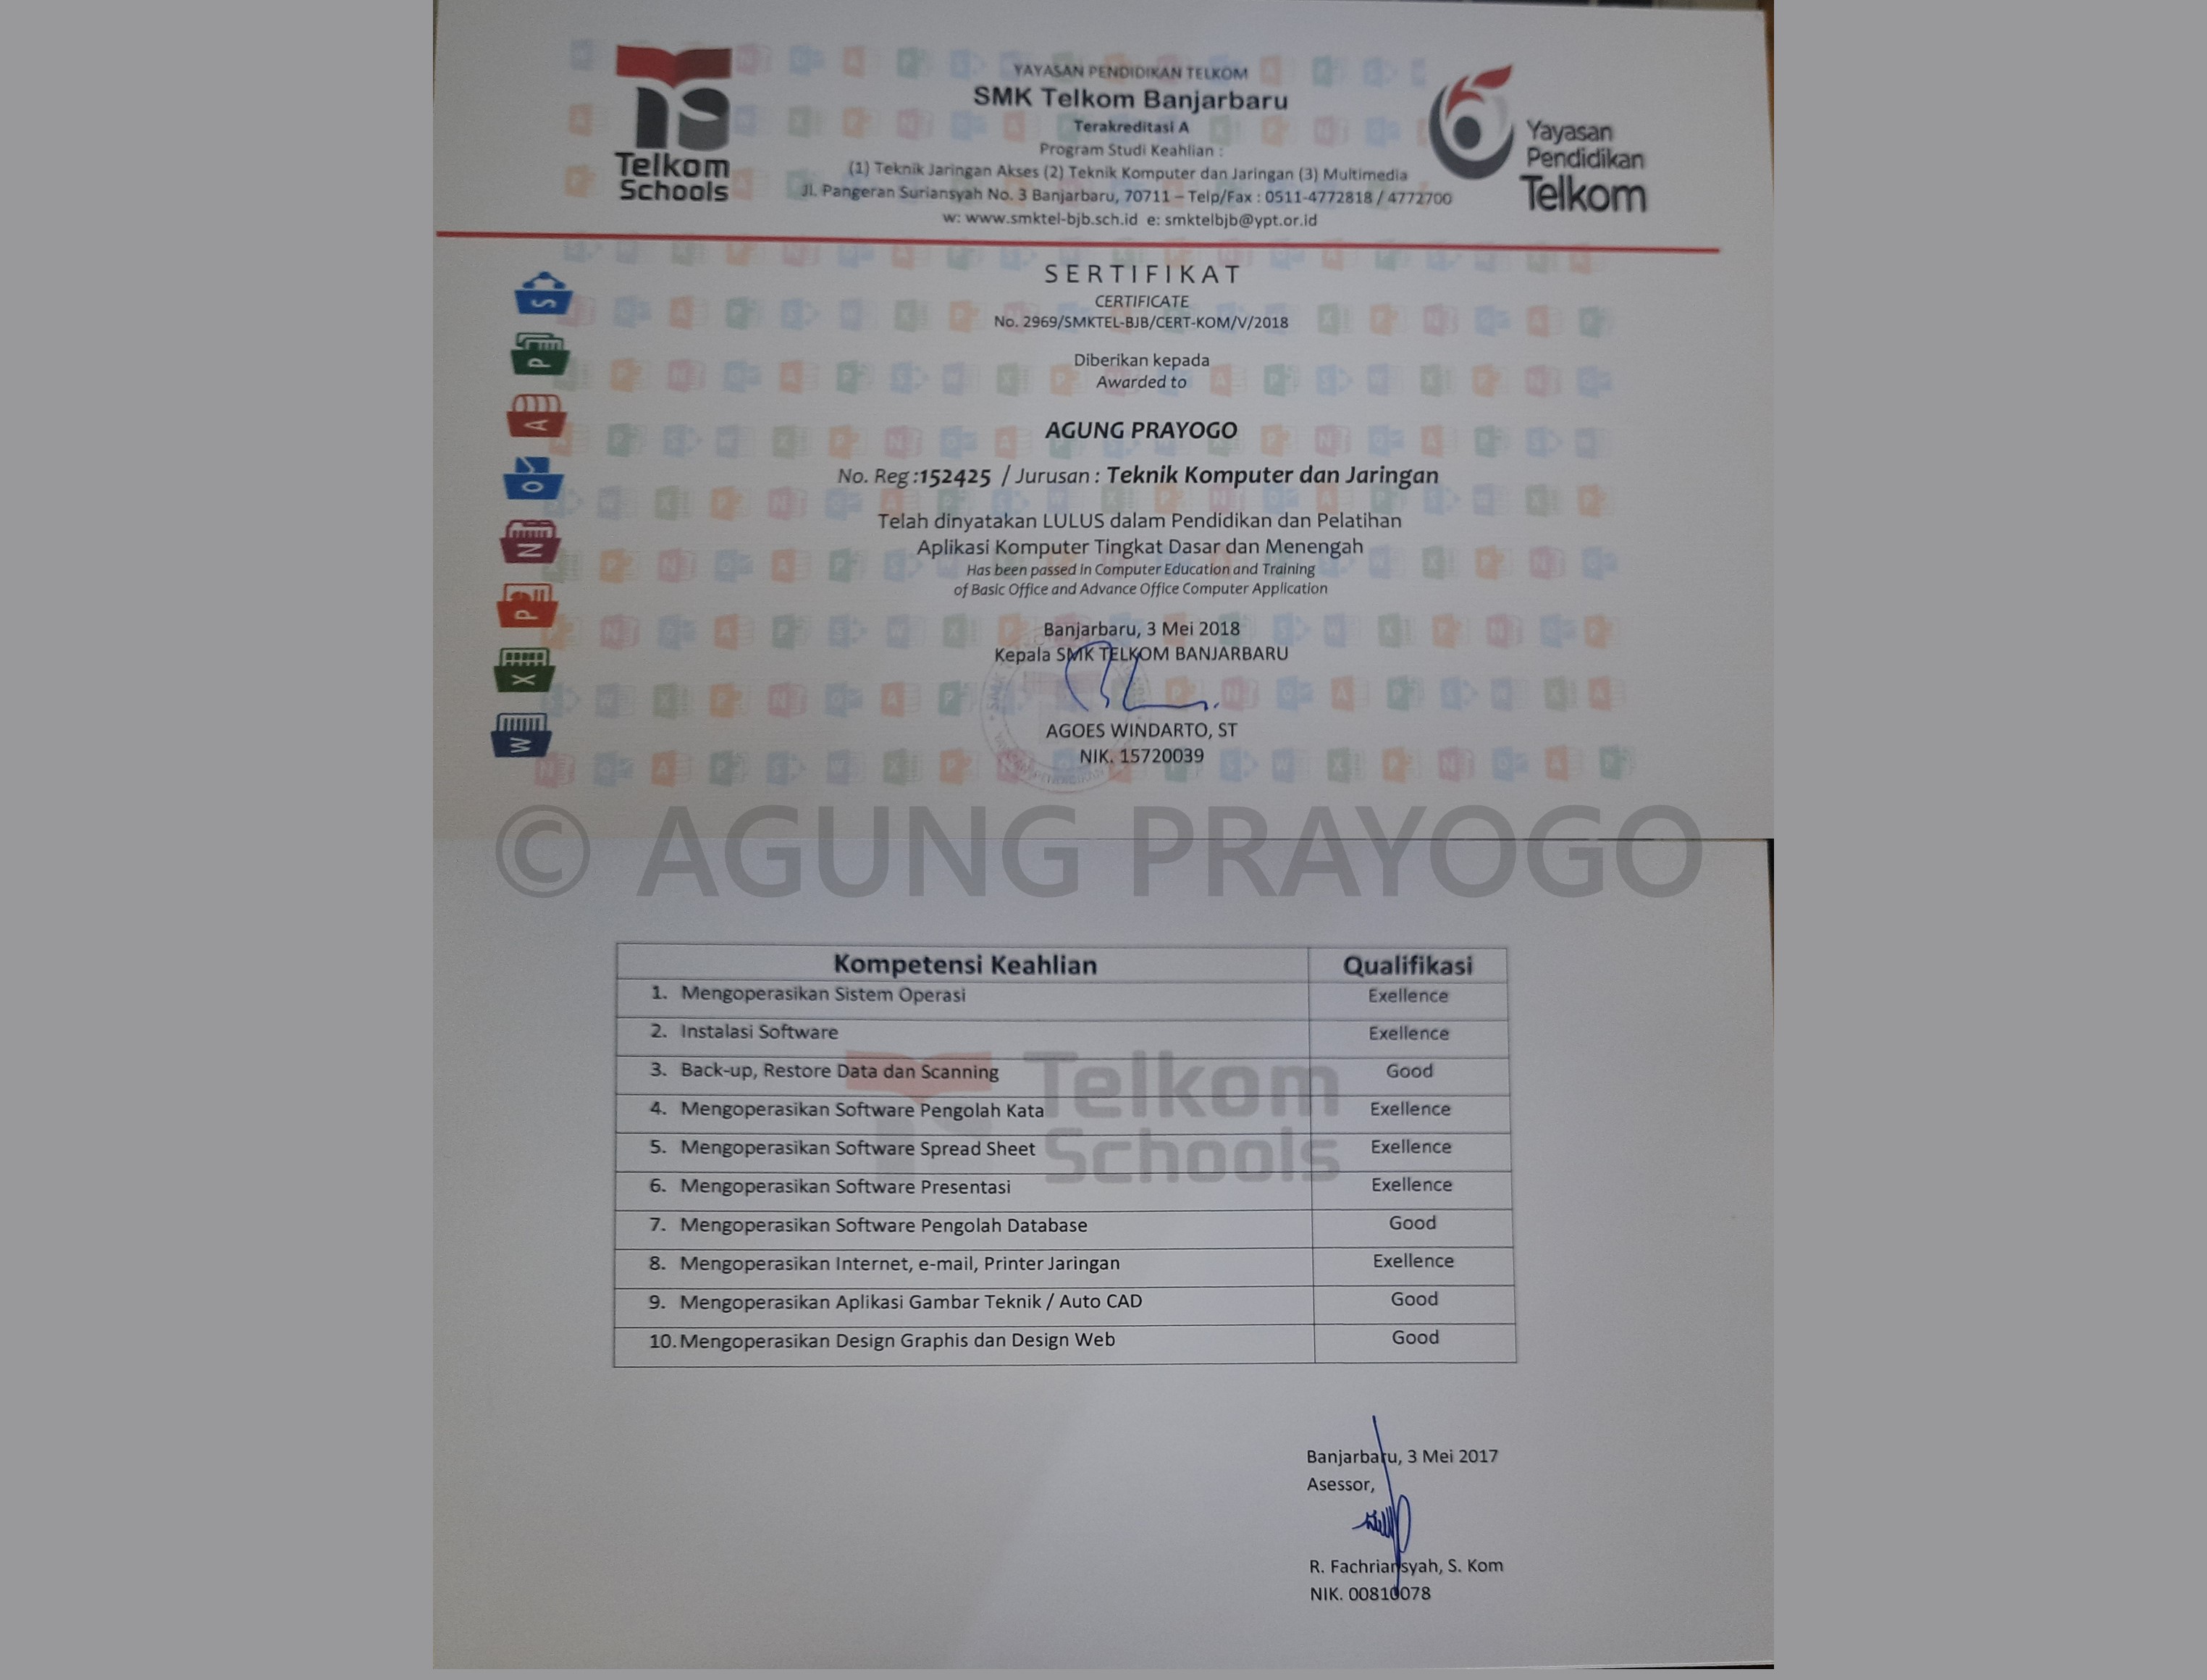 Telkom
Schools
YAYASAN PENDIDIKAN TELKOM
SMK Telkom Banjarbaru
Terakreditasi A
Program Studi Keahlian :
(1) Teknik Jaringan Akses (2) Teknik Komputer dan Jaringan (3) Multimedia
Jl. Pangeran Suriansyah No. 3 Banjarbaru, 70711 – Telp/Fax : 0511-4772818 / 4772700
w: www.smktel-bjb.sch.id e: smktelbjb@ypt.or.id
Yayasan
Pendidikan
Telkom
SERTIFIKAT
CERTIFICATE
No. 2969/SMKTEL-BJB/CERT-KOM/V/2018
Diberikan kepada
Awarded to
AGUNG PRAYOGO
No. Reg :152425 / Jurusan : Teknik Komputer dan Jaringan
Telah dinyatakan LULUS dalam Pendidikan dan Pelatihan
Aplikasi Komputer Tingkat Dasar dan Menengah
Has been passed in Computer Education and Training
of Basic Office and Advance Office Computer Application
Banjarbaru, 3 Mei 2018
Kepala SMK TELKOM BANJARBARU
AGOES WINDARTO, ST
NIK. 15720039
© AGUNG PRAYOGO
Kompetensi Keahlian Qualifikasi
1. Mengoperasikan Sistem Operasi Exellence
2. Instalasi Software Exellence
3. Back-up, Restore Data dan Scanning Good
4. Mengoperasikan Software Pengolah Kata Exellence
5. Mengoperasikan Software Spread Sheet Exellence
6. Mengoperasikan Software Presentasi Exellence
7. Mengoperasikan Software Pengolah Database Good
8. Mengoperasikan Internet, e-mail, Printer Jaringan Exellence
9. Mengoperasikan Aplikasi Gambar Teknik / Auto CAD Good
10. Mengoperasikan Design Graphis dan Design Web Good
Telkom
Schools
Banjarbaru, 3 Mei 2017
Asessor,
R. Fachriansyah, S. Kom
NIK. 00810078